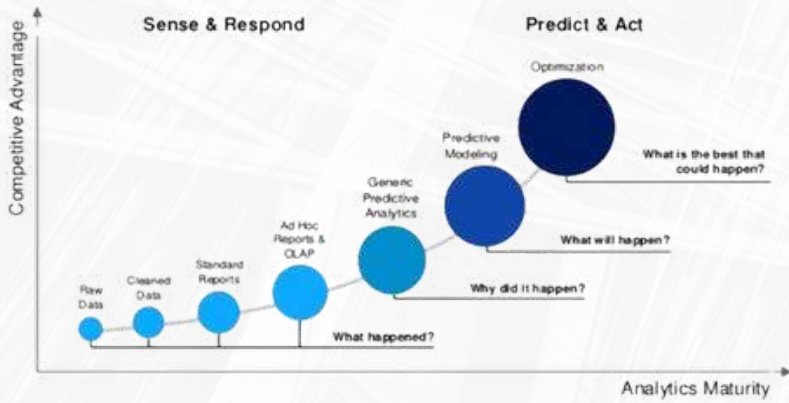 Sense & Respond
Predict & Act
Competitive Advantage
Optimization
Predictive
Modeling
What is the best that
could happen?
Generic
Predictive
Analytics
Ad Hoc
Reports &
OLAP
What will happen?
Standard
Reports
Cleaned
Data
Raw
Data
Why did it happen?
What happened?
Analytics Maturity